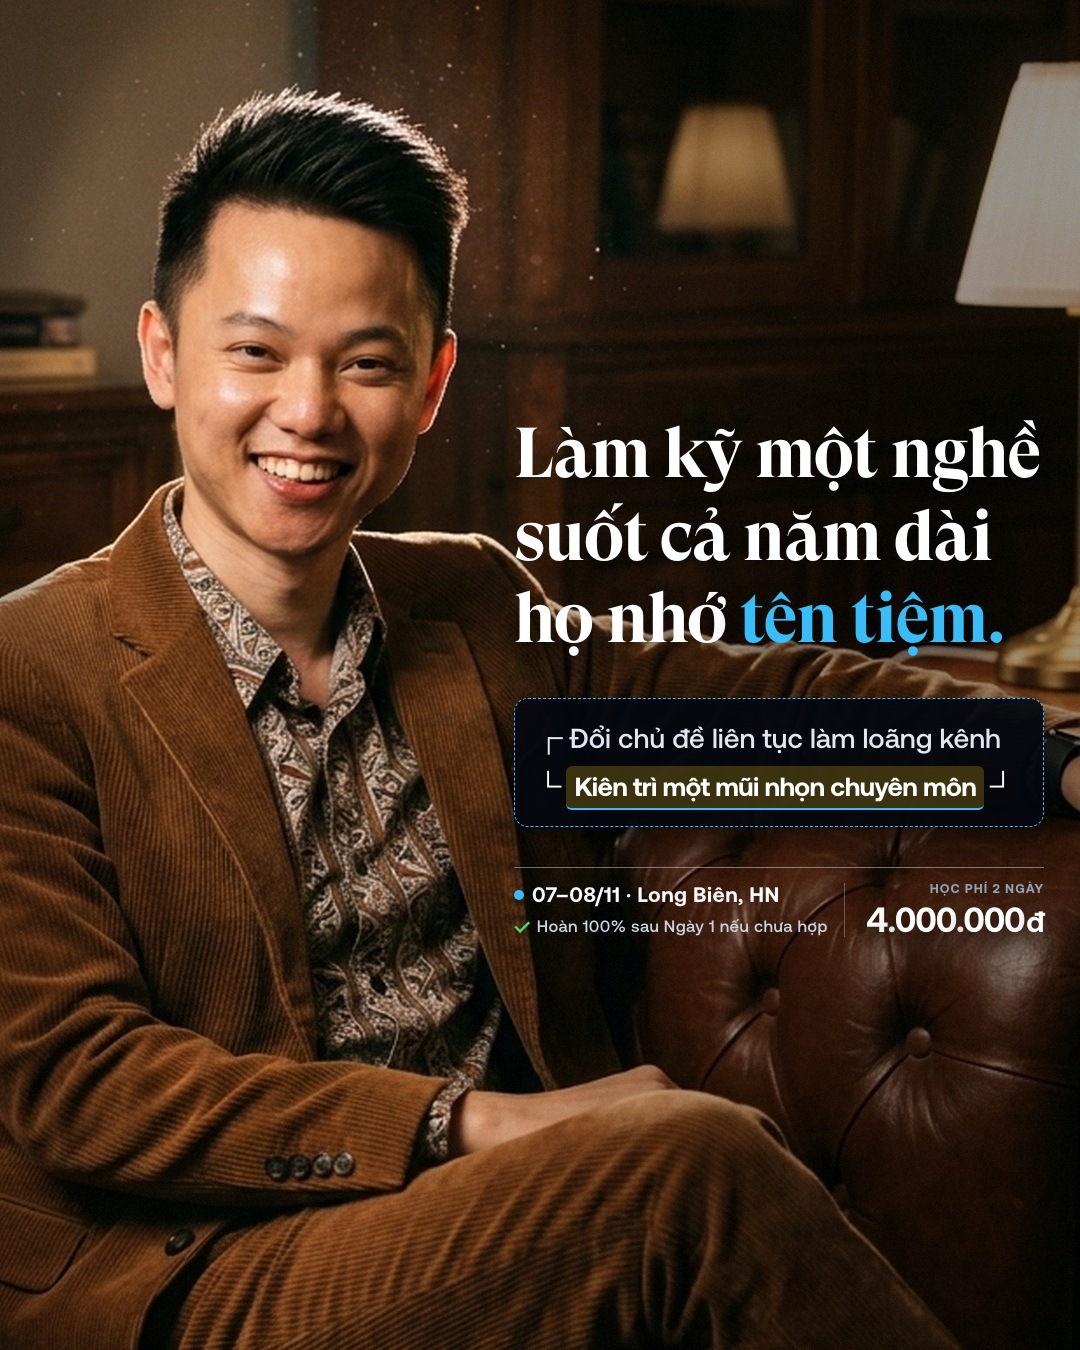 Làm kỹ một nghề
suốt cả năm dài
họ nhớ tên tiệm.
Đổi chủ đề liên tục làm loãng kênh
Kiên trì một mũi nhọn chuyên môn
07–08/11 · Long Biên, HN
Hoàn 100% sau Ngày 1 nếu chưa hợp
HỌC PHÍ 2 NGÀY
4.000.000đ